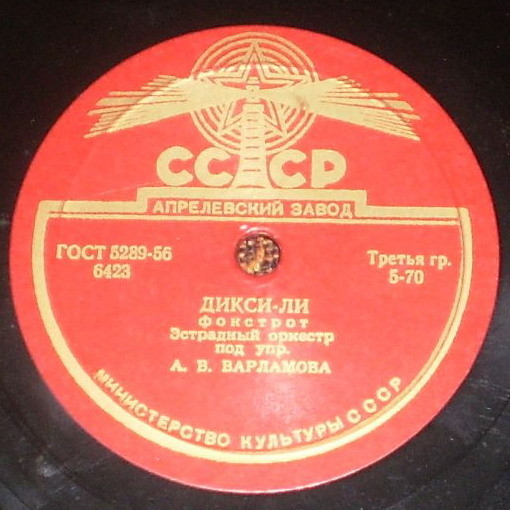 СССР
АПРЕЛЕВСКИЙ ЗАВОД
ГОСТ 5289-56
6423
Третья гр.
5-70
ДИКСИ-ЛИ
фокстрот
Эстрадный оркестр
под упр.
А. В. ВАРЛАМОВА
МИНИСТЕРСТВО КУЛЬТУРЫ СССР